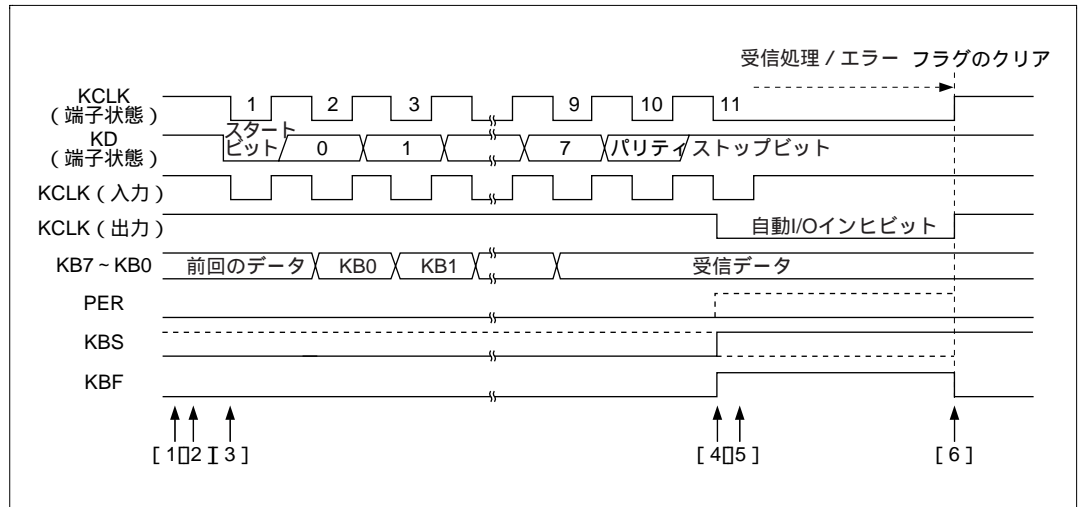 受信処理 / エラー フラグのクリア
KCLK
( 端子状態 )
1 2 3 9 10 11
KD
( 端子状態 )
スタート
ビット 0 1 7 パリティ ストップビット
KCLK ( 入力 )
KCLK ( 出力 )
自動I/Oインヒビット
KB7 ~ KB0
前回のデータ KB0 KB1 受信データ
PER
KBS
KBF
[ 1 ] [ 2 ] [ 3 ] [ 4 ] [ 5 ] [ 6 ]